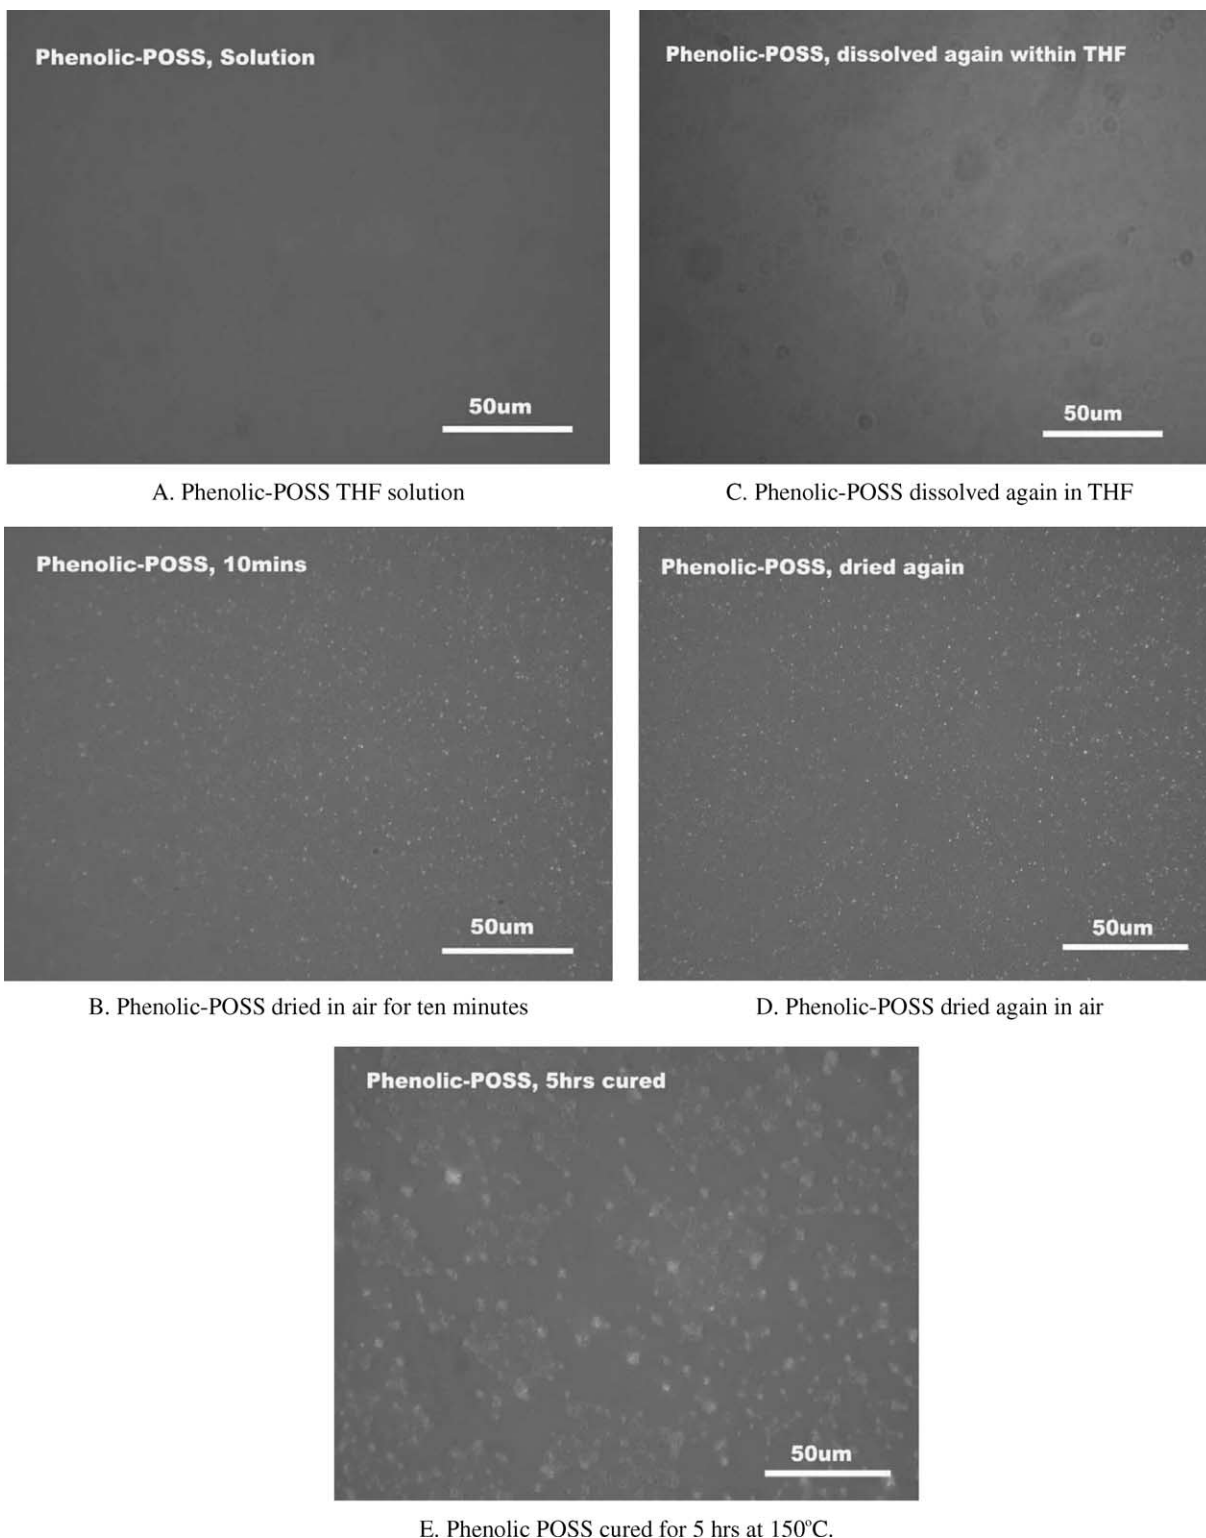 Phenolic-POSS, Solution
50um
A. Phenolic-POSS THF solution
Phenolic-POSS, dissolved again within THF
50um
C. Phenolic-POSS dissolved again in THF
Phenolic-POSS, 10mins
50um
B. Phenolic-POSS dried in air for ten minutes
Phenolic-POSS, dried again
50um
D. Phenolic-POSS dried again in air
Phenolic-POSS, 5hrs cured
50um
E. Phenolic POSS cured for 5 hrs at 150°C.